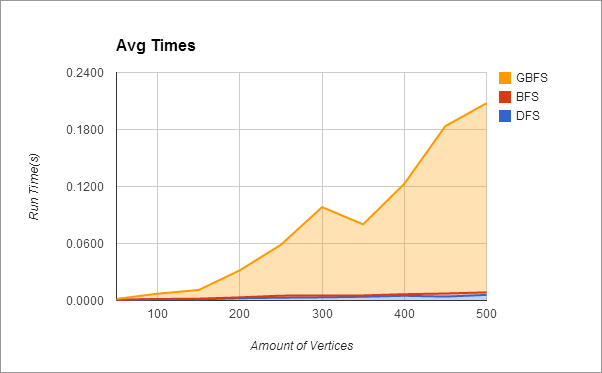 Avg Times
0.2400
0.1800
0.1200
0.0600
0.0000
Run Time(s)
100 200 300 400 500
Amount of Vertices
GBFS
BFS
DFS